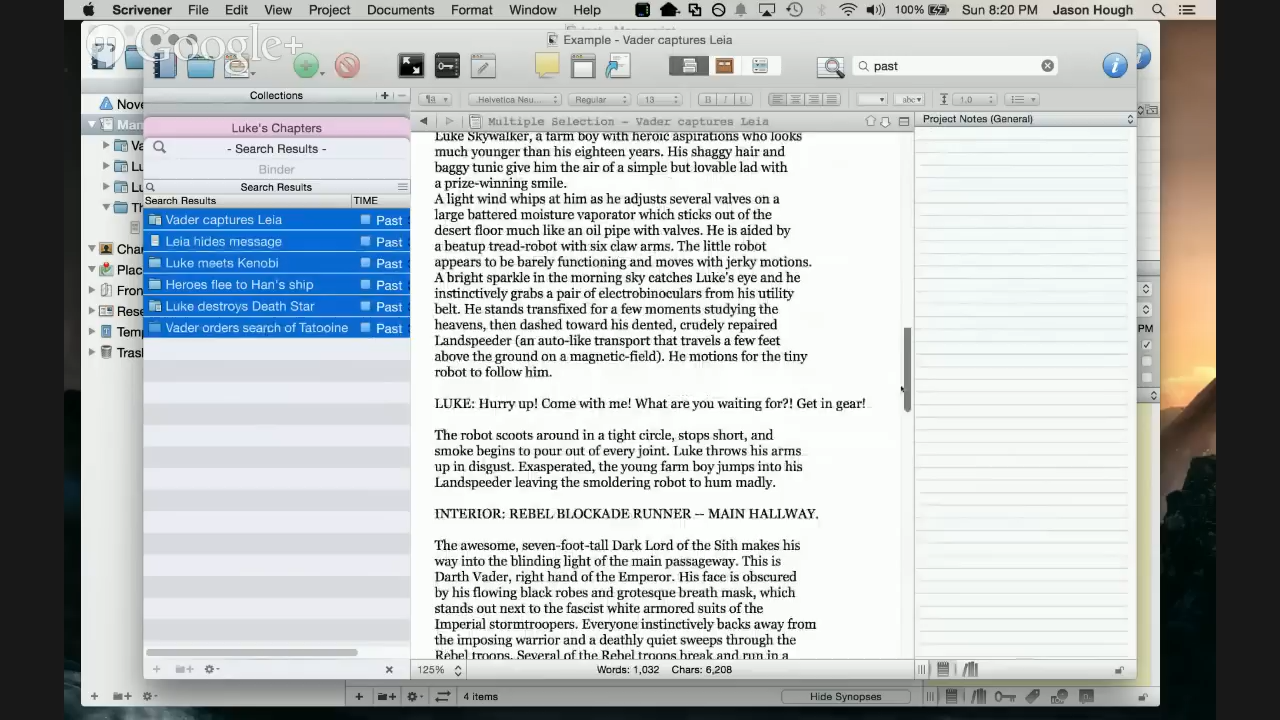 Scrivener File Edit View Project Documents Format Window Help 100% Sun 8:20 PM Jason Hough
Google+
Example - Vader captures Leia
past
Collections
Helvetica Neu... Regular 13 B I U abc 1.0
Multiple Selection - Vader captures Leia
Project Notes (General)
Luke's Chapters
- Search Results -
Binder
Search Results
Search Results TIME
Vader captures Leia Past
Leia hides message Past
Luke meets Kenobi Past
Heroes flee to Han's ship Past
Luke destroys Death Star Past
Vader orders search of Tatooine Past
Luke Skywalker, a farm boy with heroic aspirations who looks
much younger than his eighteen years. His shaggy hair and
baggy tunic give him the air of a simple but lovable lad with
a prize-winning smile.
A light wind whips at him as he adjusts several valves on a
large battered moisture vaporator which sticks out of the
desert floor much like an oil pipe with valves. He is aided by
a beatup tread-robot with six claw arms. The little robot
appears to be barely functioning and moves with jerky motions.
A bright sparkle in the morning sky catches Luke's eye and he
instinctively grabs a pair of electrobinoculars from his utility
belt. He stands transfixed for a few moments studying the
heavens, then dashed toward his dented, crudely repaired
Landspeeder (an auto-like transport that travels a few feet
above the ground on a magnetic-field). He motions for the tiny
robot to follow him.
LUKE: Hurry up! Come with me! What are you waiting for?! Get in gear!
The robot scoots around in a tight circle, stops short, and
smoke begins to pour out of every joint. Luke throws his arms
up in disgust. Exasperated, the young farm boy jumps into his
Landspeeder leaving the smoldering robot to hum madly.
INTERIOR: REBEL BLOCKADE RUNNER -- MAIN HALLWAY.
The awesome, seven-foot-tall Dark Lord of the Sith makes his
way into the blinding light of the main passageway. This is
Darth Vader, right hand of the Emperor. His face is obscured
by his flowing black robes and grotesque breath mask, which
stands out next to the fascist white armored suits of the
Imperial stormtroopers. Everyone instinctively backs away from
the imposing warrior and a deathly quiet sweeps through the
Rebel troops. Several of the Rebel troops break and run in a
125% Words: 1,032 Chars: 6,208
4 items
Hide Synopses
PM